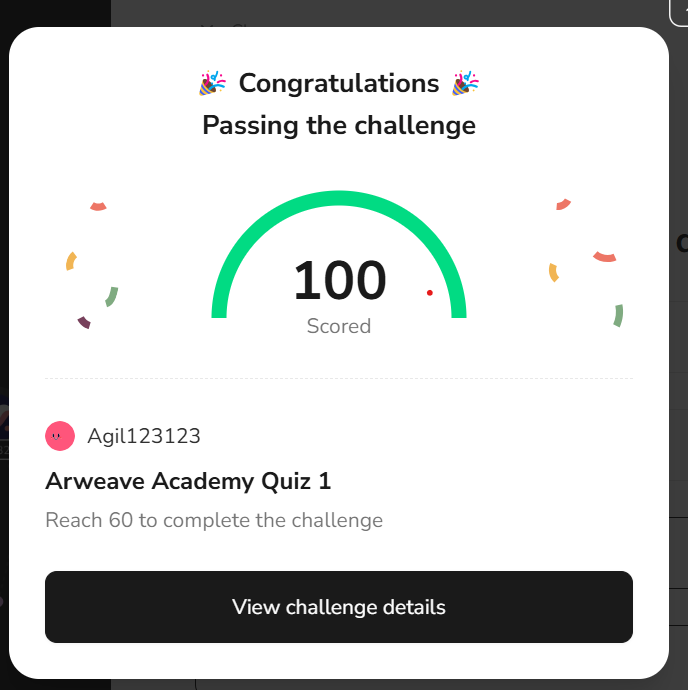 🎉 Congratulations 🎉
Passing the challenge
100
Scored
Agil123123
Arweave Academy Quiz 1
Reach 60 to complete the challenge
View challenge details